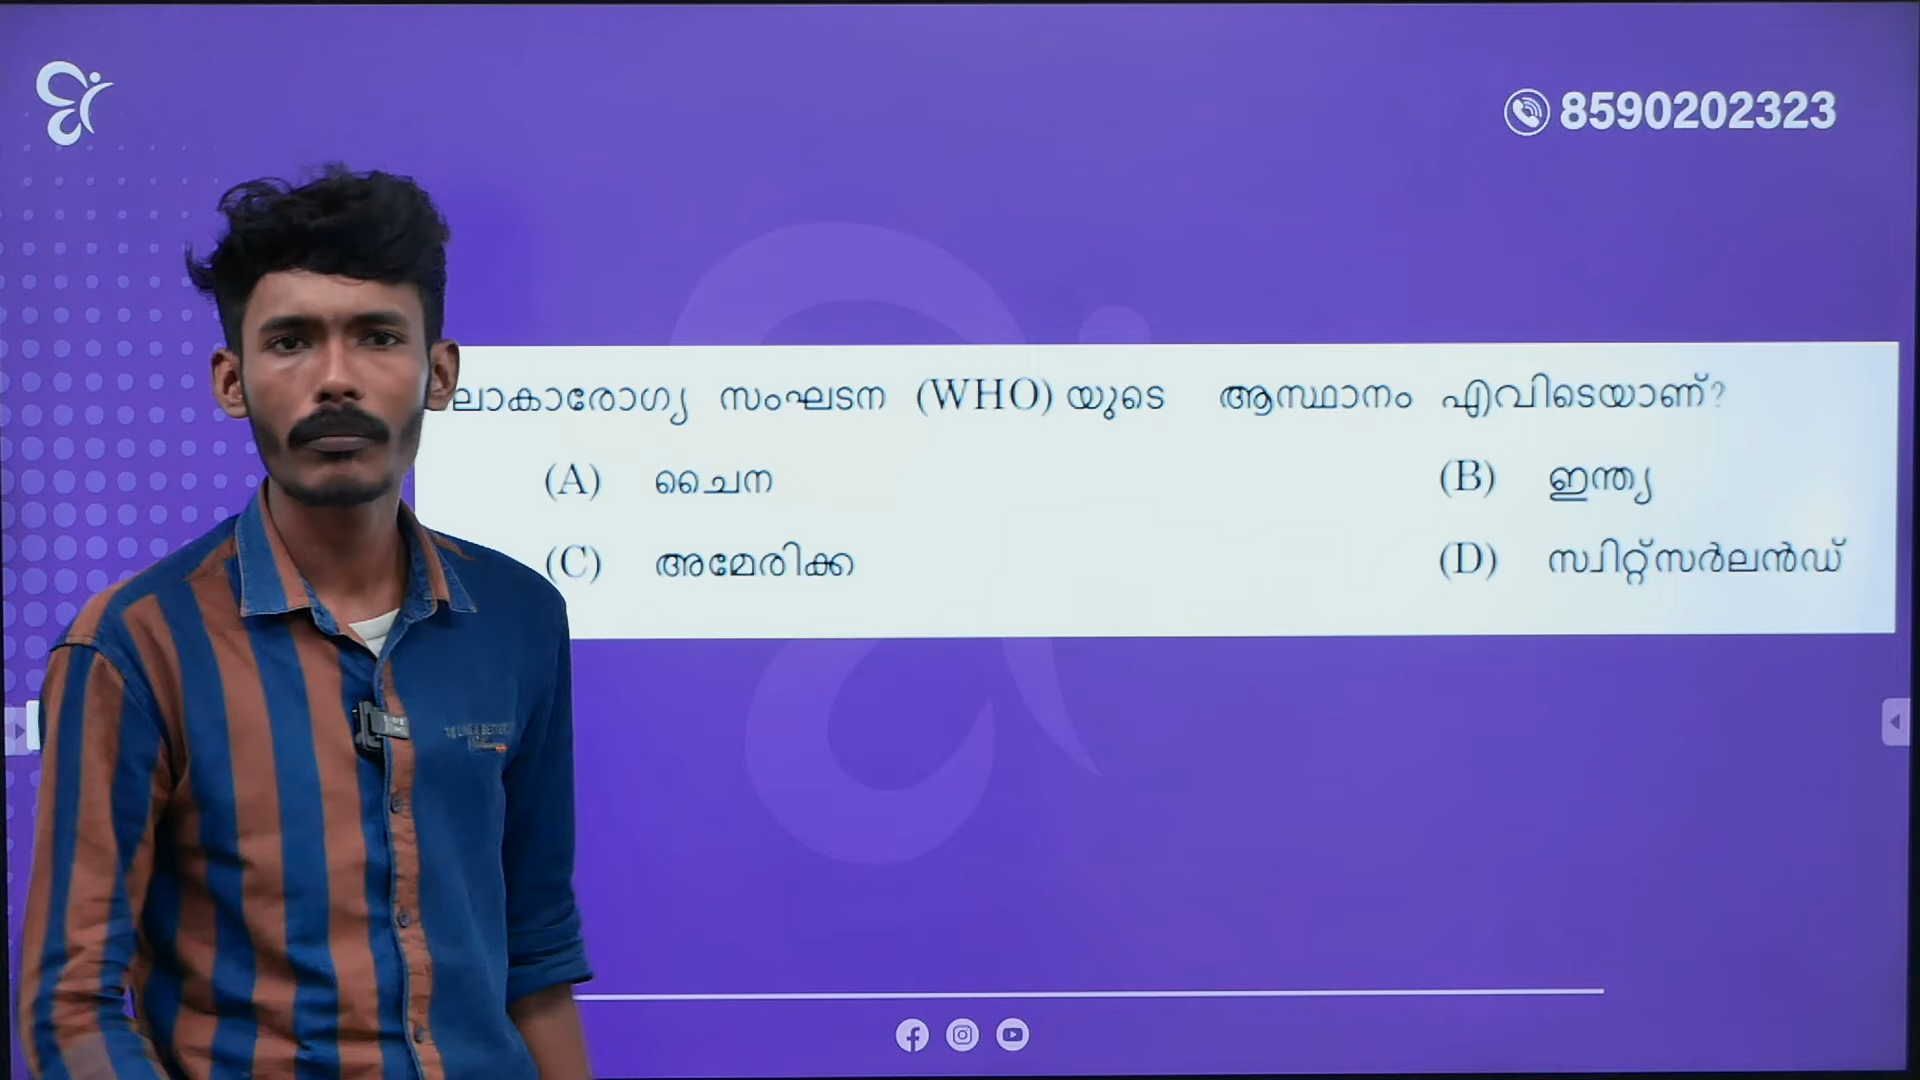 8590202323
ലോകാരോഗ്യ സംഘടന (WHO) യുടെ ആസ്ഥാനം എവിടെയാണ്?
(A) ചൈന
(B) ഇന്ത്യ
(C) അമേരിക്ക
(D) സ്വിറ്റ്സർലൻഡ്